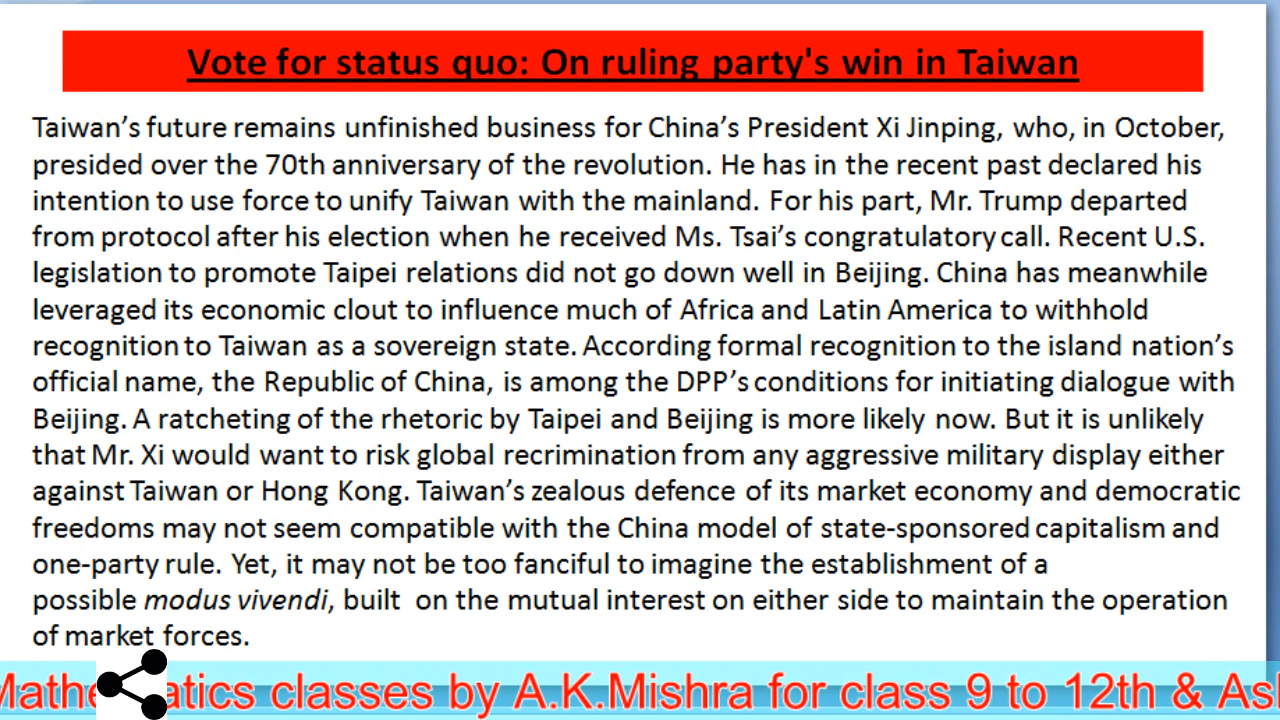 Vote for status quo: On ruling party's win in Taiwan
Taiwan’s future remains unfinished business for China’s President Xi Jinping, who, in October,
presided over the 70th anniversary of the revolution. He has in the recent past declared his
intention to use force to unify Taiwan with the mainland. For his part, Mr. Trump departed
from protocol after his election when he received Ms. Tsai’s congratulatory call. Recent U.S.
legislation to promote Taipei relations did not go down well in Beijing. China has meanwhile
leveraged its economic clout to influence much of Africa and Latin America to withhold
recognition to Taiwan as a sovereign state. According formal recognition to the island nation’s
official name, the Republic of China, is among the DPP’s conditions for initiating dialogue with
Beijing. A ratcheting of the rhetoric by Taipei and Beijing is more likely now. But it is unlikely
that Mr. Xi would want to risk global recrimination from any aggressive military display either
against Taiwan or Hong Kong. Taiwan’s zealous defence of its market economy and democratic
freedoms may not seem compatible with the China model of state-sponsored capitalism and
one-party rule. Yet, it may not be too fanciful to imagine the establishment of a
possible modus vivendi, built on the mutual interest on either side to maintain the operation
of market forces.
classes by A.K.Mishra for class 9 to 12th &